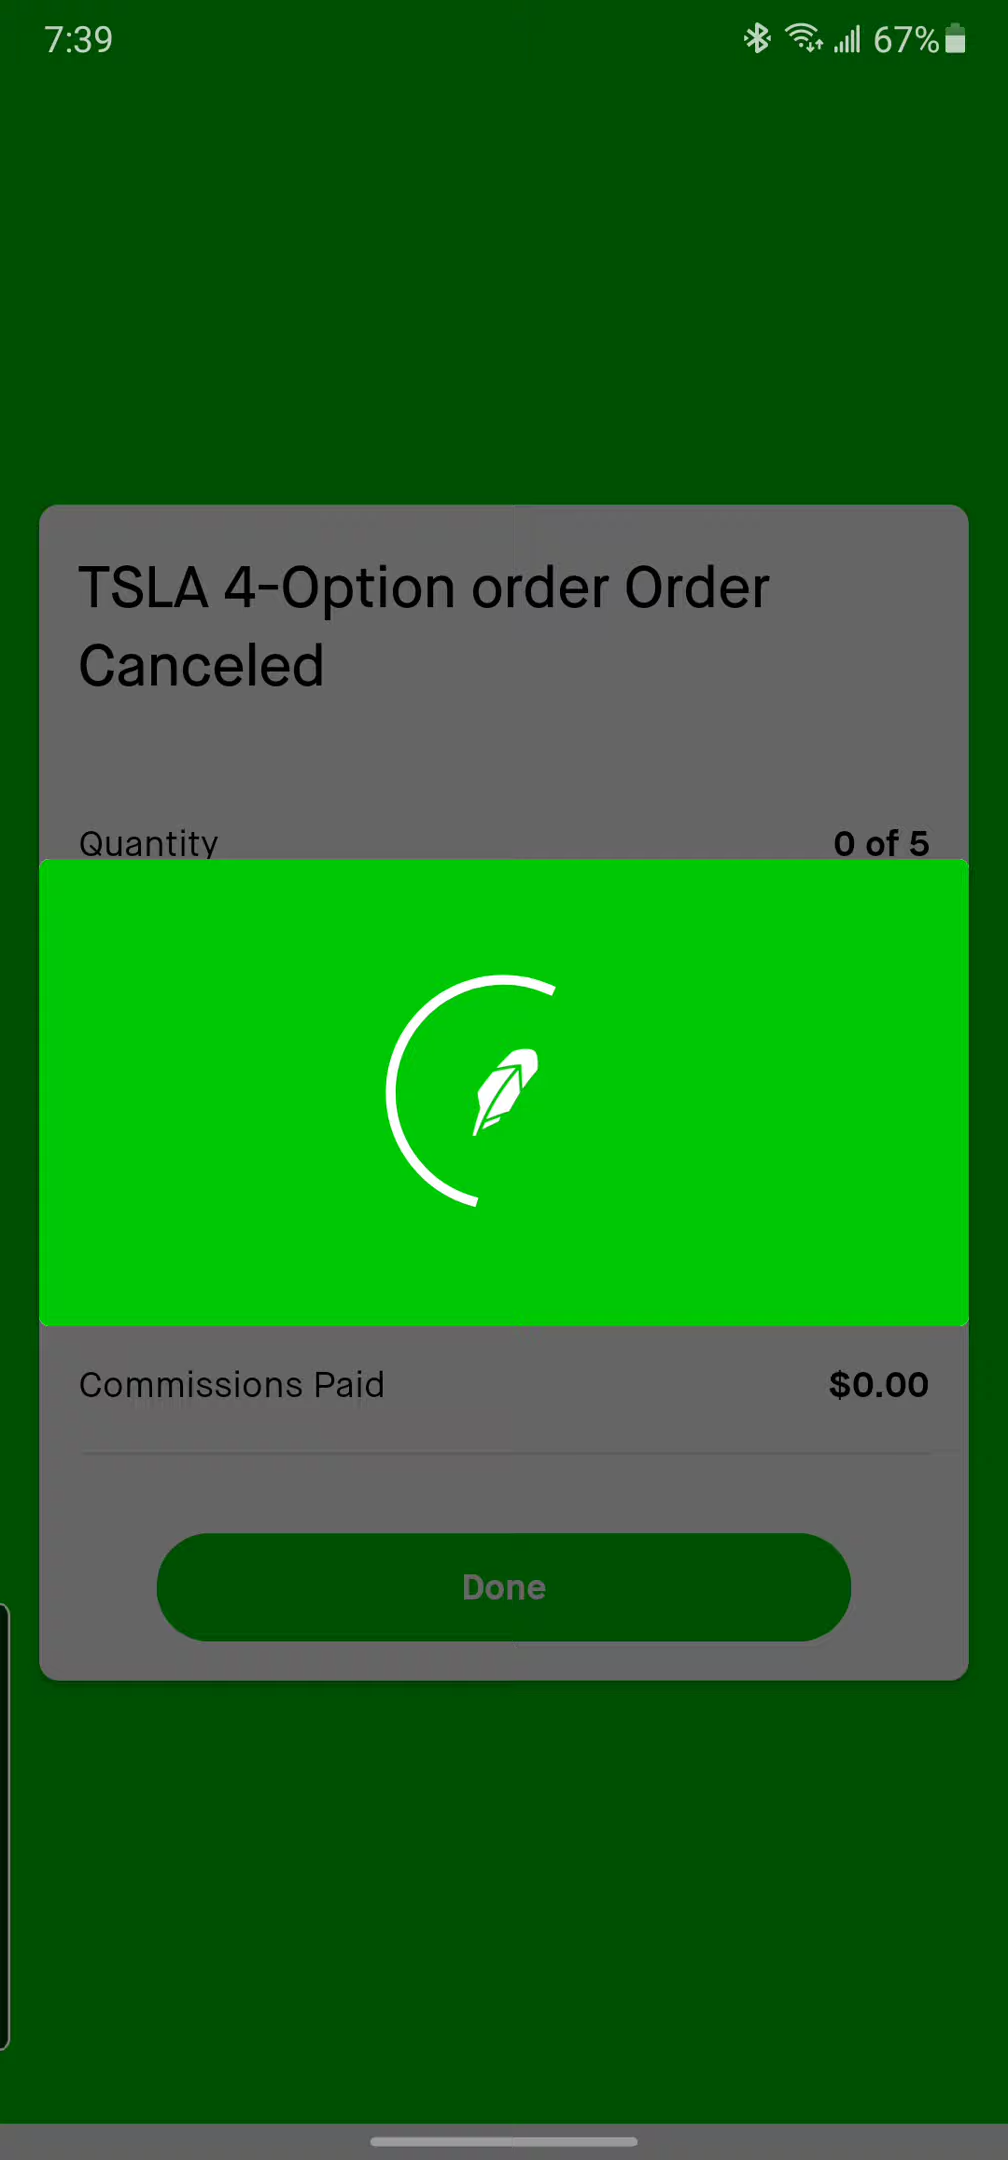 7:39
67%
TSLA 4-Option order Order
Canceled
Quantity 0 of 5
Commissions Paid $0.00
Done